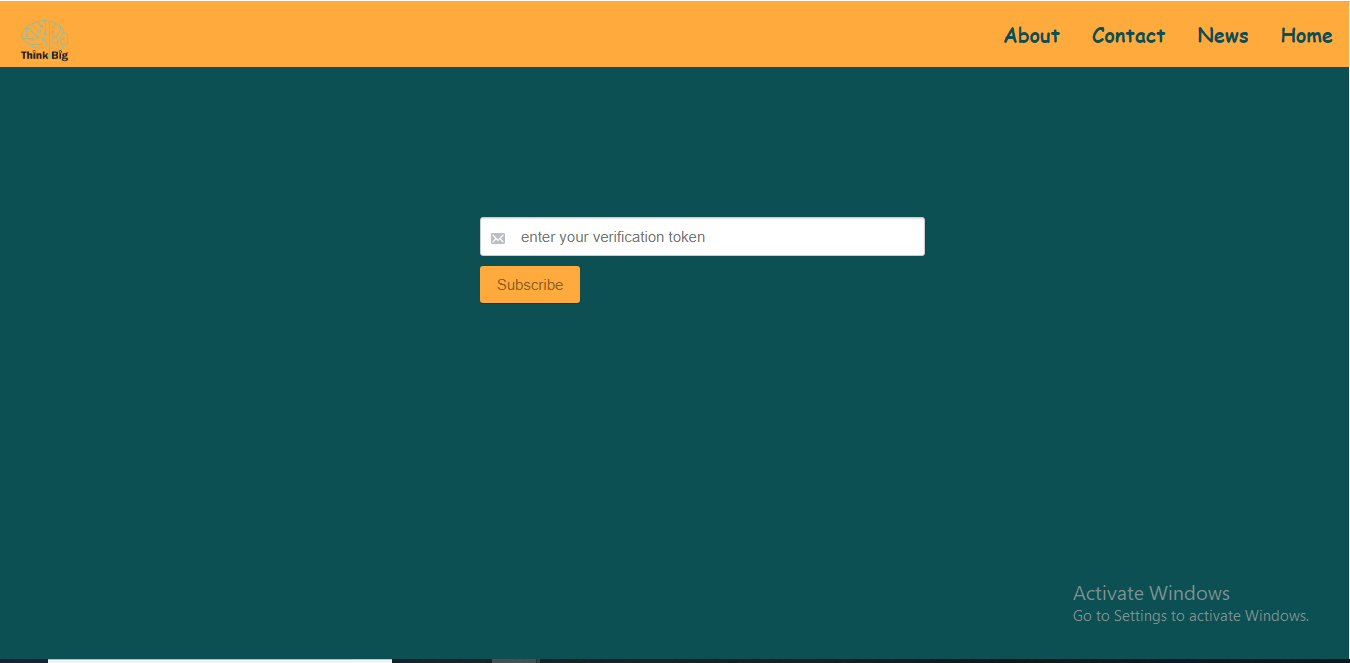 Think Big
About Contact News Home
enter your verification token
Subscribe
Activate Windows
Go to Settings to activate Windows.